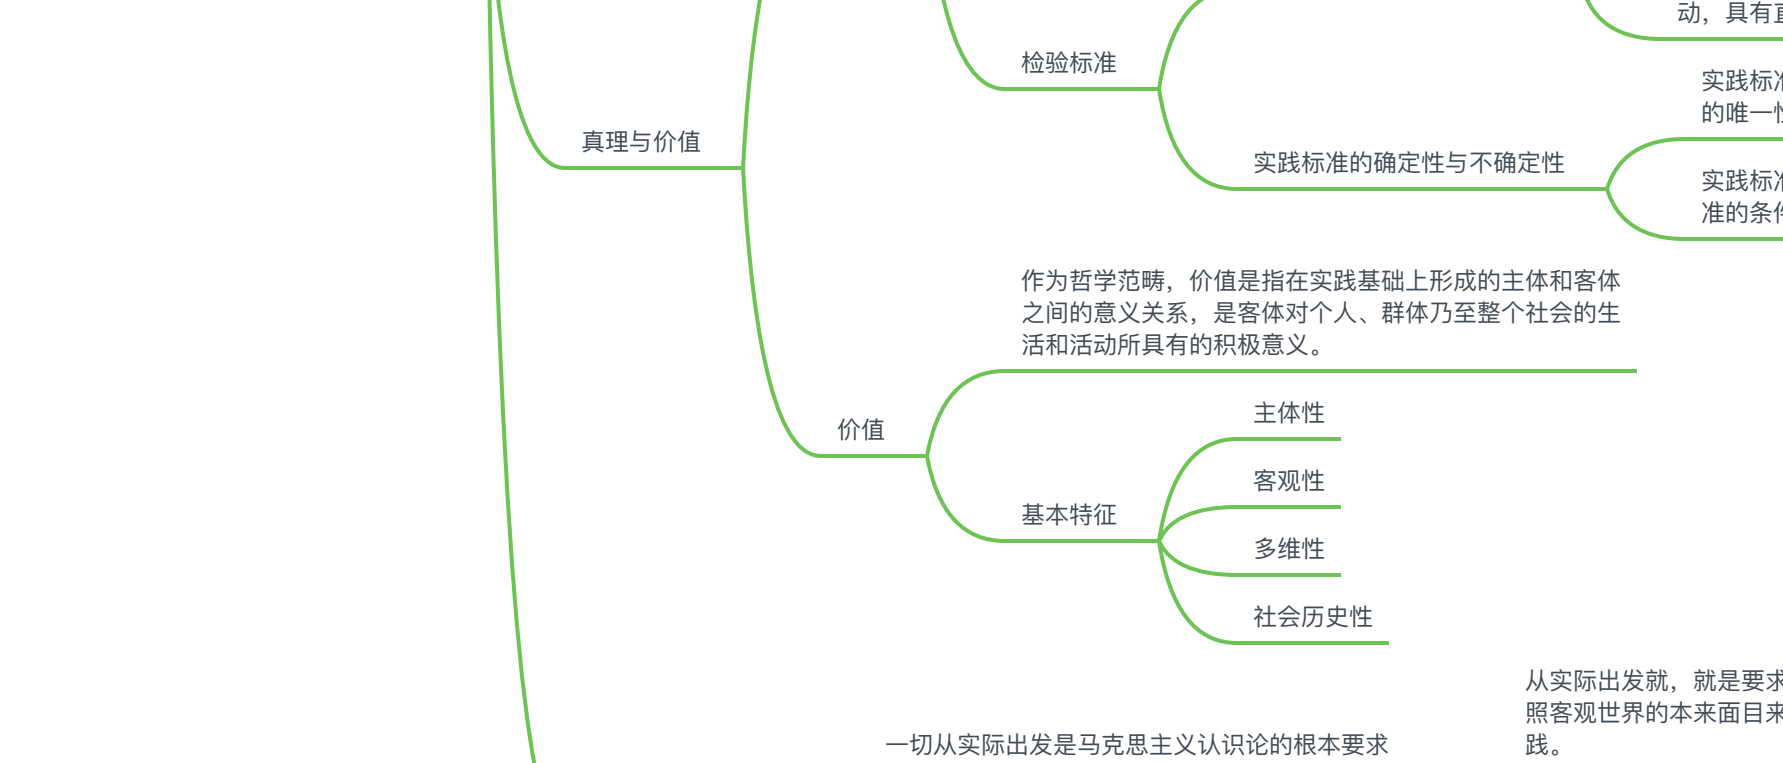 动，具有
检验标准
实践标
的唯一
真理与价值
实践标准的确定性与不确定性
实践标
准的条
作为哲学范畴，价值是指在实践基础上形成的主体和客体
之间的意义关系，是客体对个人、群体乃至整个社会的生
活和活动所具有的积极意义。
主体性
价值
客观性
基本特征
多维性
社会历史性
从实际出发就，就是要求
照客观世界的本来面目来
践。
一切从实际出发是马克思主义认识论的根本要求